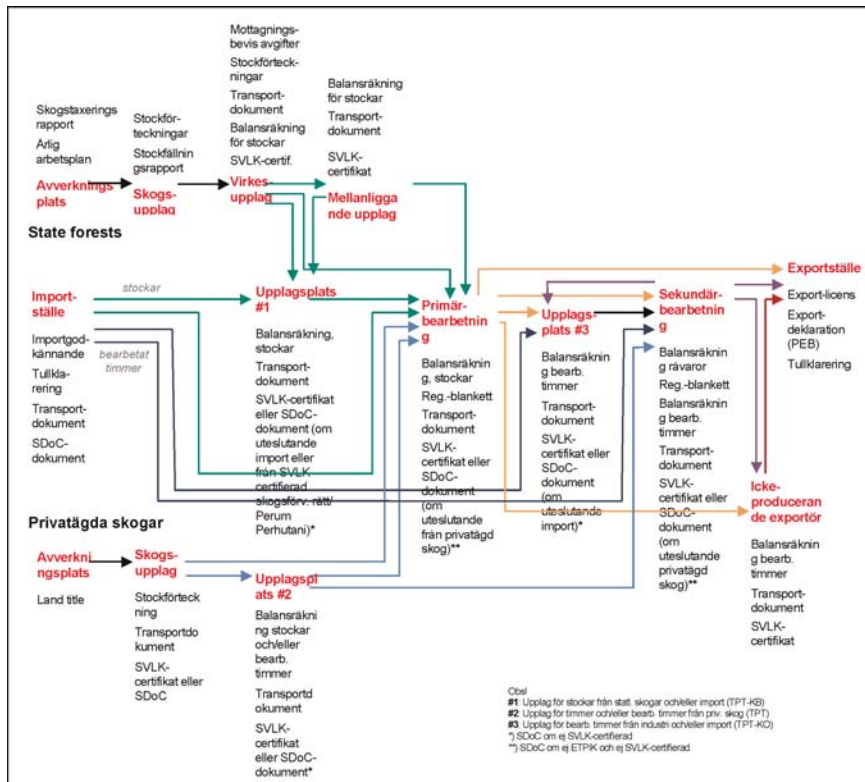 Mottagnings-
bevis avgifter
Stockförteck-
ningar
Transport-
dokument
Balansräkning
för stockar
SVLK-certif.
Virkes-
upplag
Balansräkning
för stockar
Transport-
dokument
SVLK-
certifikat
Mellanligga
nde upplag
Skogstaxerings
rapport
Årlig
arbetsplan
Avverknings
plats
Stockför-
teckningar
Stockfällnin
gsrapport
Skogs-
upplag
State forests
Import-
ställe
Importgod-
kännande
Tullkla-
rering
Transport-
dokument
SDoC-
dokument
stockar
bearbetat
timmer
Upplagsplats
#1
Balansräkning,
stockar
Transport-
dokument
SVLK-certifikat
eller SDoC-
dokument (om
uteslutande
import eller
från SVLK-
certifierad
skogsförv. rätt/
Perum
Perhutani)*
Primär-
bearbetnin
g
Balansräknin
g, stockar
Reg.-blankett
Transport-
dokument
SVLK-
certifikat eller
SDoC-
dokument
(om
uteslutande
från privatägd
skog)**
Upplags-
plats #3
Balansräknin
g bearb.
timmer
Transport-
dokument
SVLK-
certifikat eller
SDoC-
dokument
(om
uteslutande
import)*
Sekundär-
bearbetnin
g
Balansräknin
g råvaror
Reg.-blankett
Balansräknin
g bearb.
timmer
Transport-
dokument
SVLK-
certifikat eller
SDoC-
dokument
(om
uteslutande
privatägd
skog)**
Exportställe
Export-licens
Export-
deklaration
(PEB)
Tullklarering
Icke-
produceran
de exportör
Balansräknin
g bearb.
timmer
Transport-
dokument
SVLK-
certifikat
Privatägda skogar
Avverkni
ngsplats
Land title
Skogs-
upplag
Stockförteck
ning
Transportdo
kument
SVLK-
certifikat eller
SDoC
Upplagspl
ats #2
Balansräkni
ng stockar
och/eller
bearb.
timmer
Transportd
okument
SVLK-
certifikat
eller SDoC-
dokument*
Obs!
#1: Upplag för stockar från statl. skogar och/eller import (TPT-KB)
#2: Upplag för timmer och/eller bearb. timmer från priv. skog (TPT)
#3: Upplag för bearb. timmer från industri och/eller import (TPT-KO)
*) SDoC om ej SVLK-certifierad
**) SDoC om ej ETPIK och ej SVLK-certifierad